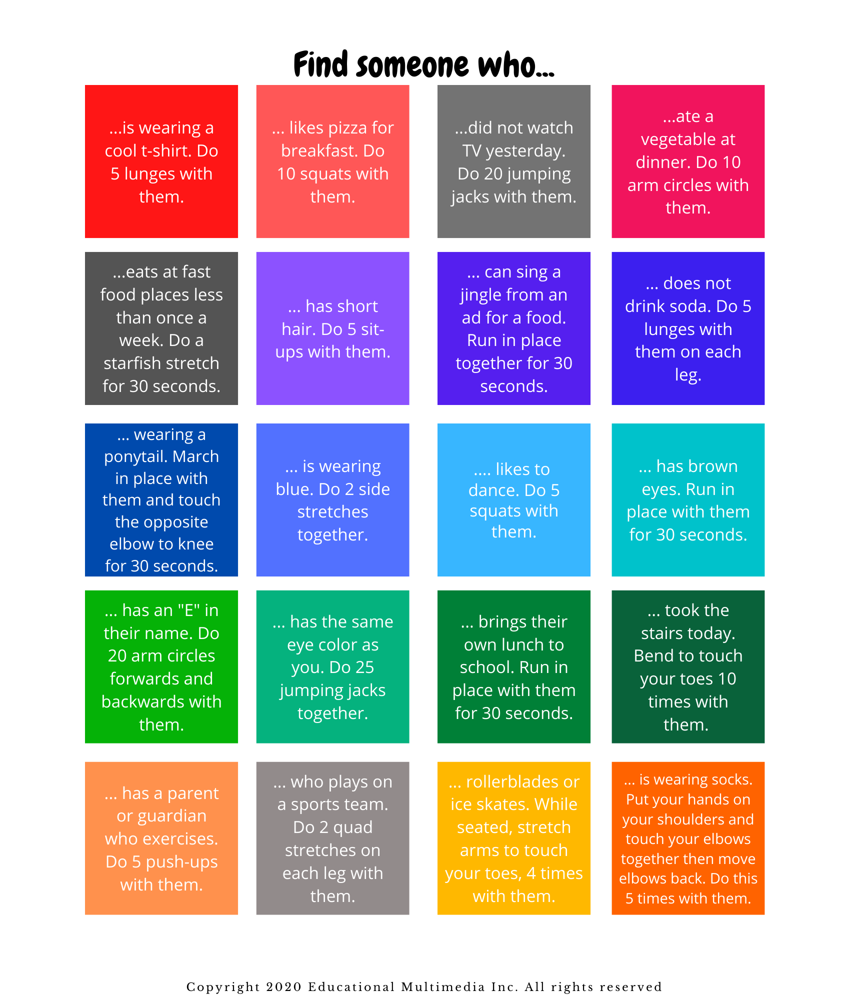 Find someone who...
...is wearing a
cool t-shirt. Do
5 lunges with
them.
... likes pizza for
breakfast. Do
10 squats with
them.
...did not watch
TV yesterday.
Do 20 jumping
jacks with them.
...ate a
vegetable at
dinner. Do 10
arm circles with
them.
...eats at fast
food places less
than once a
week. Do a
starfish stretch
for 30 seconds.
... has short
hair. Do 5 sit-
ups with them.
... can sing a
jingle from an
ad for a food.
Run in place
together for 30
seconds.
... does not
drink soda. Do 5
lunges with
them on each
leg.
... wearing a
ponytail. March
in place with
them and touch
the opposite
elbow to knee
for 30 seconds.
... is wearing
blue. Do 2 side
stretches
together.
.... likes to
dance. Do 5
squats with
them.
... has brown
eyes. Run in
place with them
for 30 seconds.
... has an "E" in
their name. Do
20 arm circles
forwards and
backwards with
them.
... has the same
eye color as
you. Do 25
jumping jacks
together.
... brings their
own lunch to
school. Run in
place with them
for 30 seconds.
... took the
stairs today.
Bend to touch
your toes 10
times with
them.
... has a parent
or guardian
who exercises.
Do 5 push-ups
with them.
... who plays on
a sports team.
Do 2 quad
stretches on
each leg with
them.
... rollerblades or
ice skates. While
seated, stretch
arms to touch
your toes, 4 times
with them.
... is wearing socks.
Put your hands on
your shoulders and
touch your elbows
together then move
elbows back. Do this
5 times with them.
Copyright 2020 Educational Multimedia Inc. All rights reserved